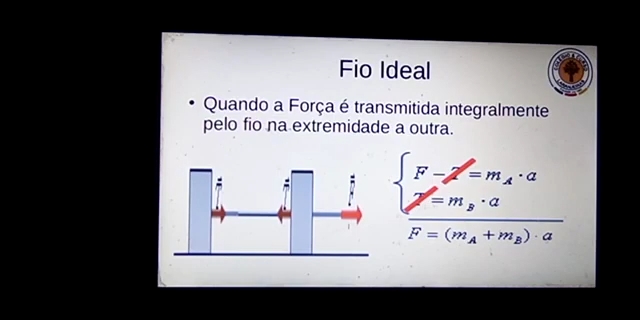 Fio Ideal
• Quando a Força é transmitida integralmente
pelo fio na extremidade a outra.
F − T = m_A · a
T = m_B · a
F = (m_A + m_B) · a